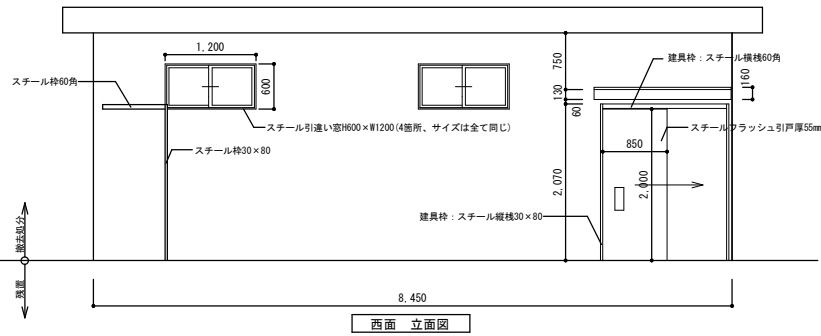 1,200
600
750
130
60
160
建具枠：スチール横桟60角
スチール枠60角
スチール引違い窓H600×W1200(4箇所、サイズは全て同じ)
スチールフラッシュ引戸厚55mm
スチール枠30×80
850
2,070
2,000
建具枠：スチール縦桟30×80
撤去処分
残置
8,450
西面　立面図